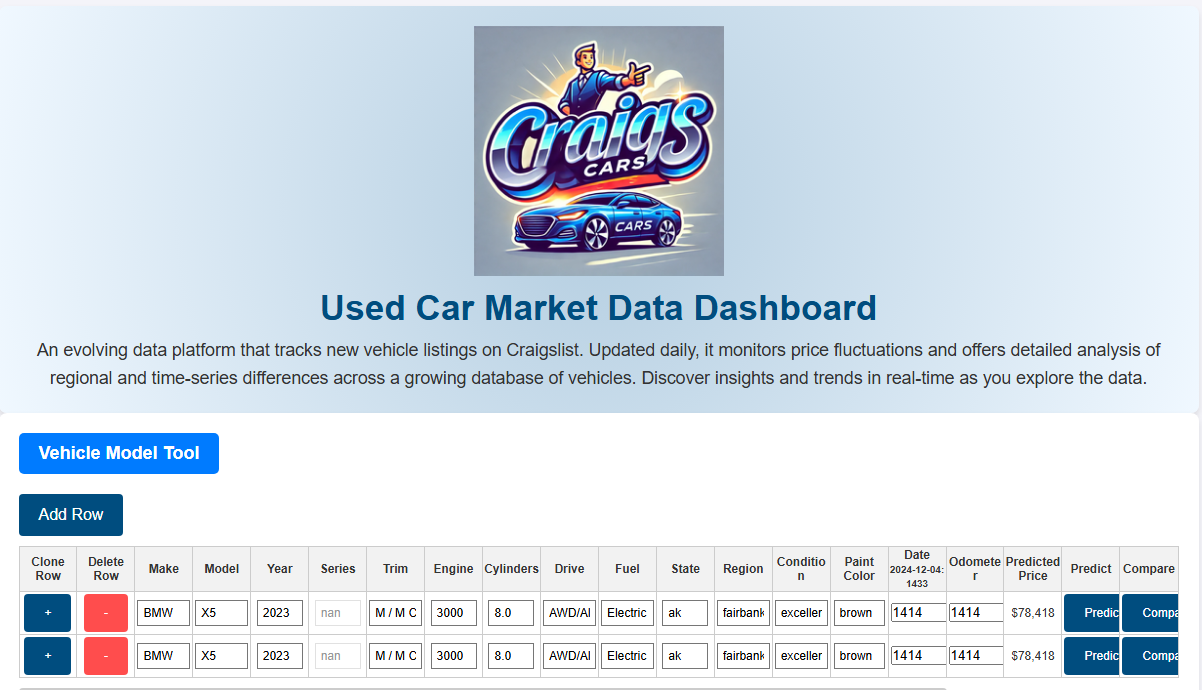 Craigs
CARS
CARS
Used Car Market Data Dashboard
An evolving data platform that tracks new vehicle listings on Craigslist. Updated daily, it monitors price fluctuations and offers detailed analysis of
regional and time-series differences across a growing database of vehicles. Discover insights and trends in real-time as you explore the data.
Vehicle Model Tool
Add Row
Clone Row Delete Row Make Model Year Series Trim Engine Cylinders Drive Fuel State Region Condition Paint Color Date 2024-12-04:1433 Odometer Predicted Price Predict Compare
+ - BMW X5 2023 nan M / M C 3000 8.0 AWD/Al Electric ak fairbank exceller brown 1414 1414 $78,418 Predic Compa
+ - BMW X5 2023 nan M / M C 3000 8.0 AWD/Al Electric ak fairbank exceller brown 1414 1414 $78,418 Predic Compa